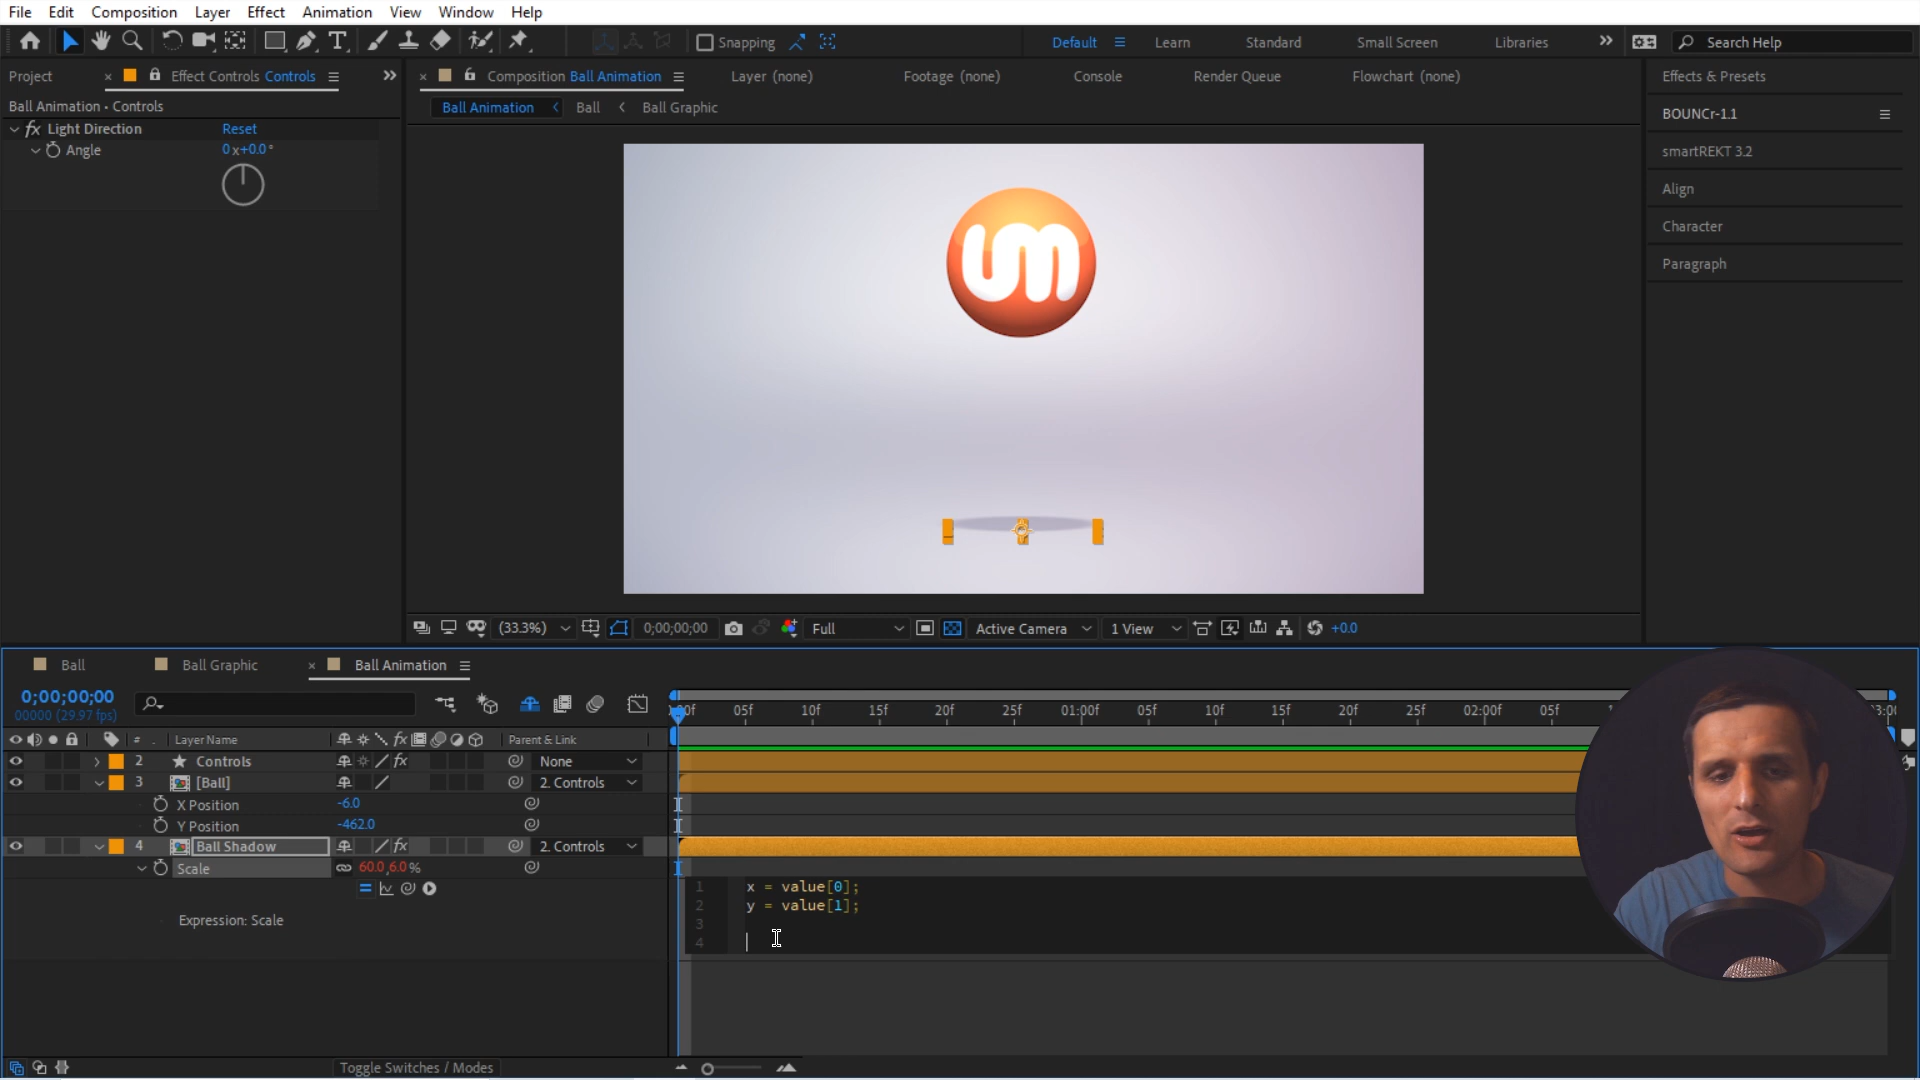 File Edit Composition Layer Effect Animation View Window Help
Snapping Default Learn Standard Small Screen Libraries Search Help
Project Effect Controls Controls Composition Ball Animation Layer (none) Footage (none) Console Render Queue Flowchart (none) Effects & Presets
Ball Animation • Controls
Ball Animation Ball Ball Graphic
BOUNCr-1.1
fx Light Direction Reset
Angle 0x+0.0°
smartREKT 3.2
Align
Character
Paragraph
um
(33.3%) 0;00;00;00 Full Active Camera 1 View +0.0
Ball Ball Graphic Ball Animation
0;00;00;00
00000 (29.97 fps)
05f 10f 15f 20f 25f 01:00f 05f 10f 15f 20f 25f 02:00f 05f
# Layer Name fx Parent & Link
2 Controls fx None
3 [Ball] 2. Controls
X Position -6.0
Y Position -462.0
4 Ball Shadow fx 2. Controls
Scale 60.0,6.0%
Expression: Scale
1 x = value[0];
2 y = value[1];
3
4
Toggle Switches / Modes